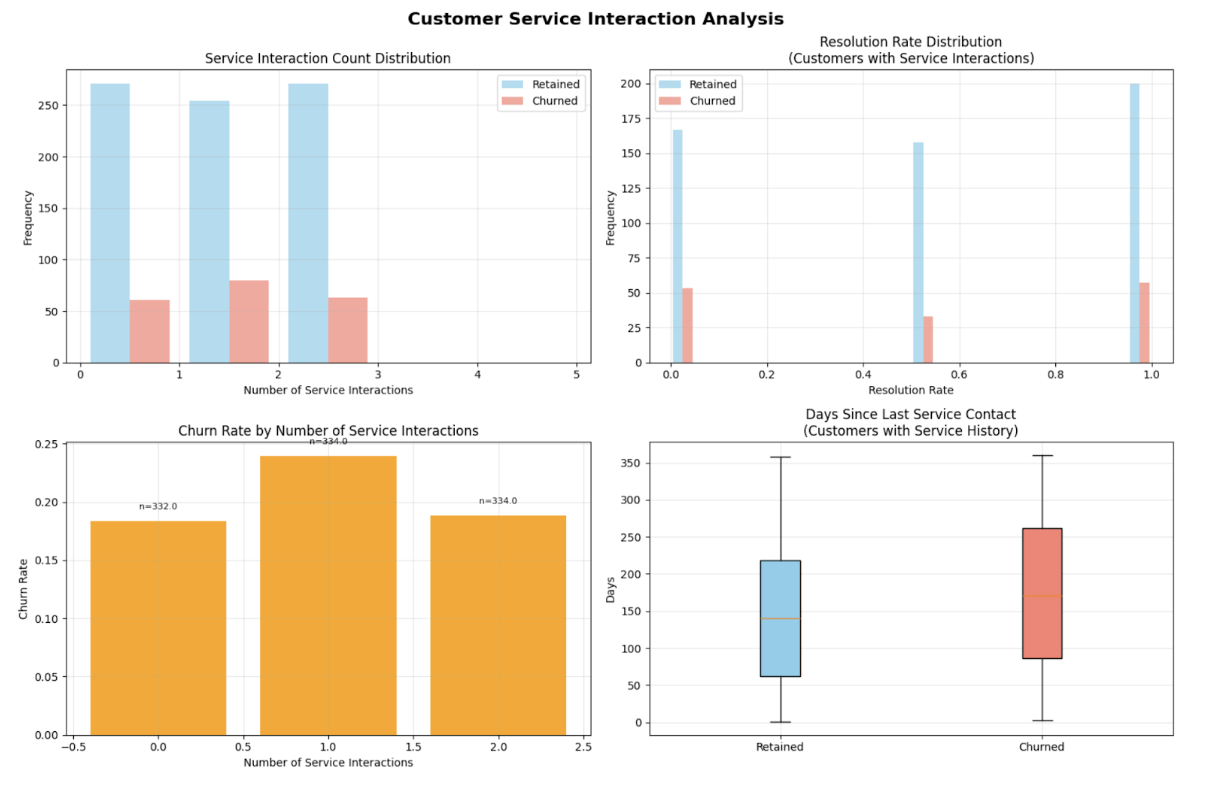 Customer Service Interaction Analysis
Service Interaction Count Distribution
Retained
Churned
250
200
150
100
50
0
Frequency
0 1 2 3 4 5
Number of Service Interactions
Resolution Rate Distribution
(Customers with Service Interactions)
Retained
Churned
200
175
150
125
100
75
50
25
0
Frequency
0.0 0.2 0.4 0.6 0.8 1.0
Resolution Rate
Churn Rate by Number of Service Interactions
n=332.0
n=334.0
n=334.0
0.25
0.20
0.15
0.10
0.05
0.00
Churn Rate
−0.5 0.0 0.5 1.0 1.5 2.0 2.5
Number of Service Interactions
Days Since Last Service Contact
(Customers with Service History)
350
300
250
200
150
100
50
0
Days
Retained Churned